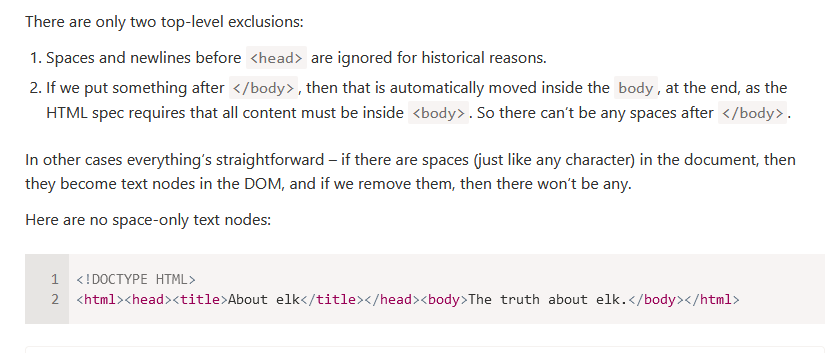 There are only two top-level exclusions:
1. Spaces and newlines before <head> are ignored for historical reasons.
2. If we put something after </body>, then that is automatically moved inside the body, at the end, as the
HTML spec requires that all content must be inside <body>. So there can’t be any spaces after </body>.
In other cases everything’s straightforward – if there are spaces (just like any character) in the document, then
they become text nodes in the DOM, and if we remove them, then there won’t be any.
Here are no space-only text nodes:
1 <!DOCTYPE HTML>
2 <html><head><title>About elk</title></head><body>The truth about elk.</body></html>